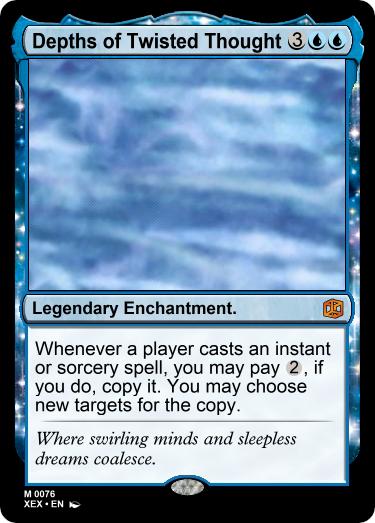 Depths of Twisted Thought 3
Legendary Enchantment.
Whenever a player casts an instant
or sorcery spell, you may pay 2, if
you do, copy it. You may choose
new targets for the copy.
Where swirling minds and sleepless
dreams coalesce.
M 0076
XEX • EN